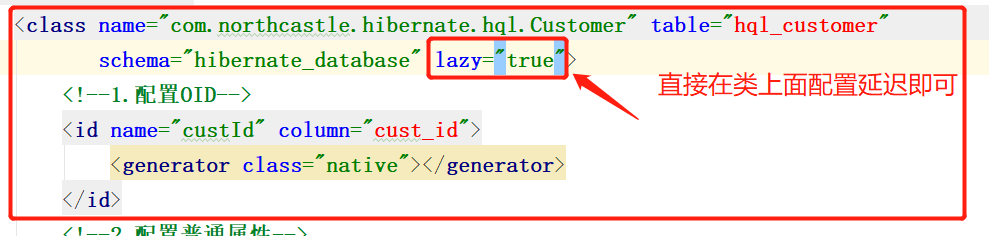 <class name="com.northcastle.hibernate.hql.Customer" table="hql_customer"
schema="hibernate_database" lazy="true">
直接在类上面配置延迟即可
<!--1.配置OID-->
<id name="custId" column="cust_id">
<generator class="native"></generator>
</id>
<!--2.配置普通属性-->